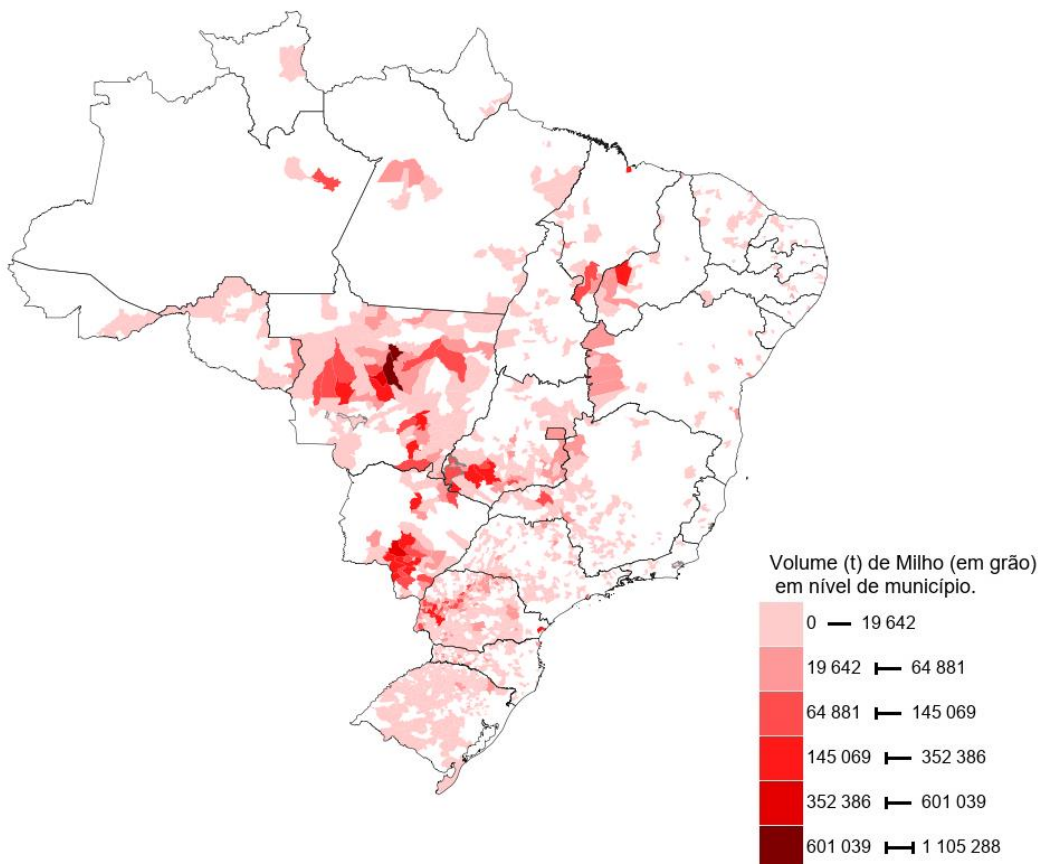 Volume (t) de Milho (em grão)
em nível de município.
0 — 19 642
19 642 ⊢ 64 881
64 881 ⊢ 145 069
145 069 ⊢ 352 386
352 386 ⊢ 601 039
601 039 ⊢⊣ 1 105 288